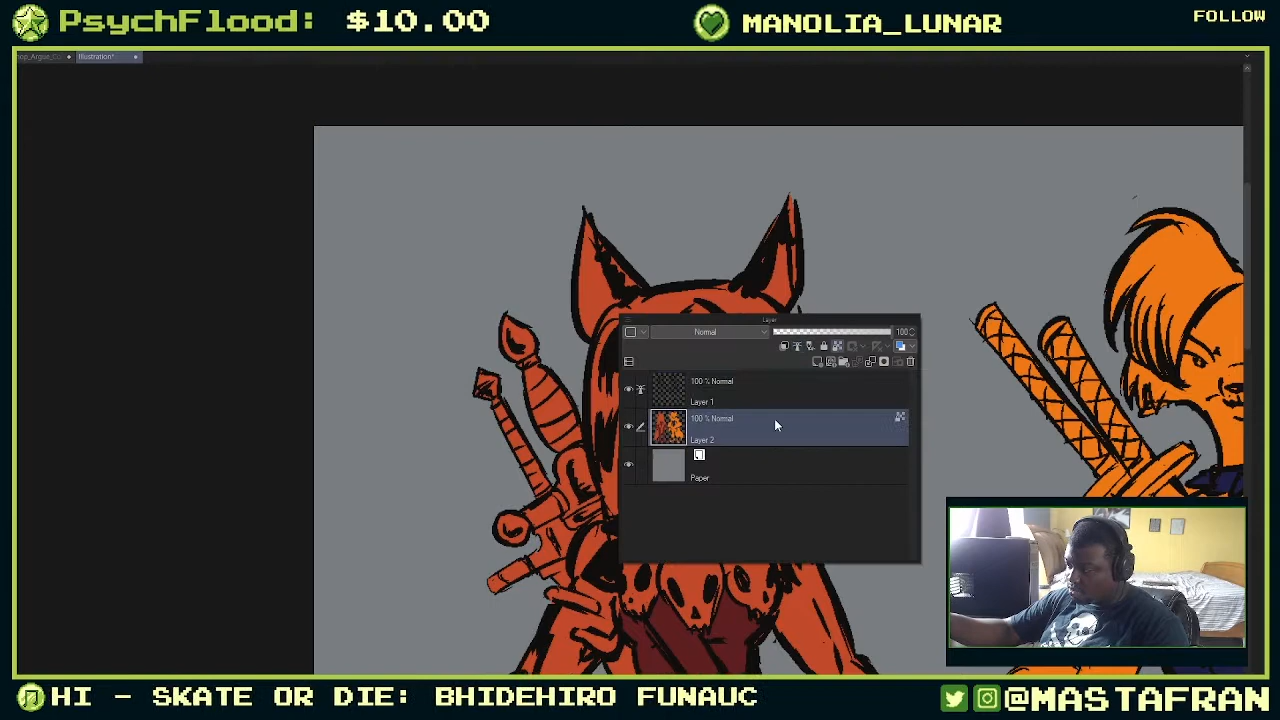 PsychFlood: $10.00
MANOLIA_LUNAR
FOLLOW
Illustration*
Layer
Normal
100
100 % Normal
Layer 1
100 % Normal
Layer 2
Paper
HI - SKATE OR DIE: BHIDEHIRO FUNAUC
@MASTAFRAN